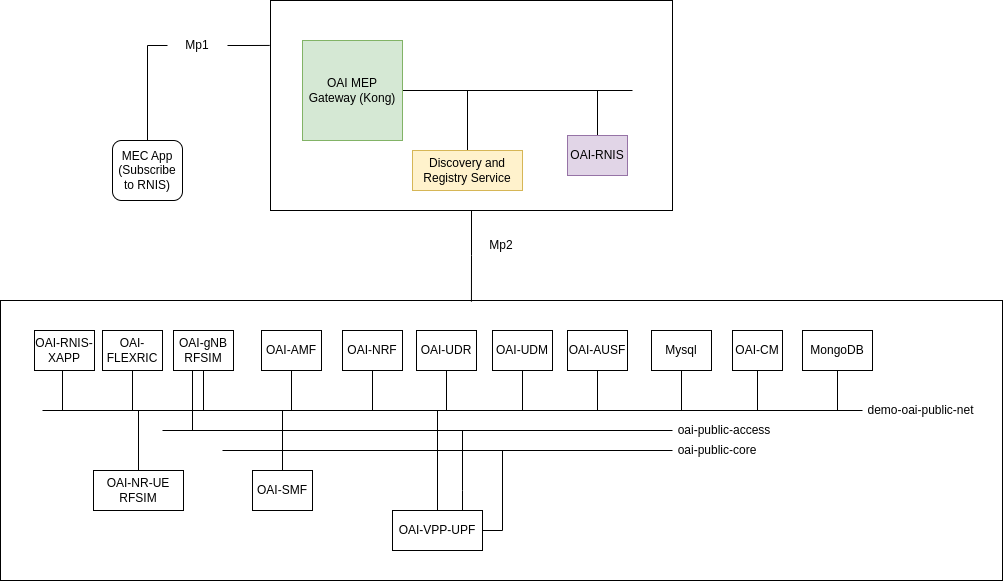 Mp1
OAI MEP
Gateway (Kong)
MEC App
(Subscribe
to RNIS)
Discovery and
Registry Service
OAI-RNIS
Mp2
OAI-RNIS-
XAPP
OAI-
FLEXRIC
OAI-gNB
RFSIM
OAI-AMF
OAI-NRF
OAI-UDR
OAI-UDM
OAI-AUSF
Mysql
OAI-CM
MongoDB
demo-oai-public-net
oai-public-access
oai-public-core
OAI-NR-UE
RFSIM
OAI-SMF
OAI-VPP-UPF